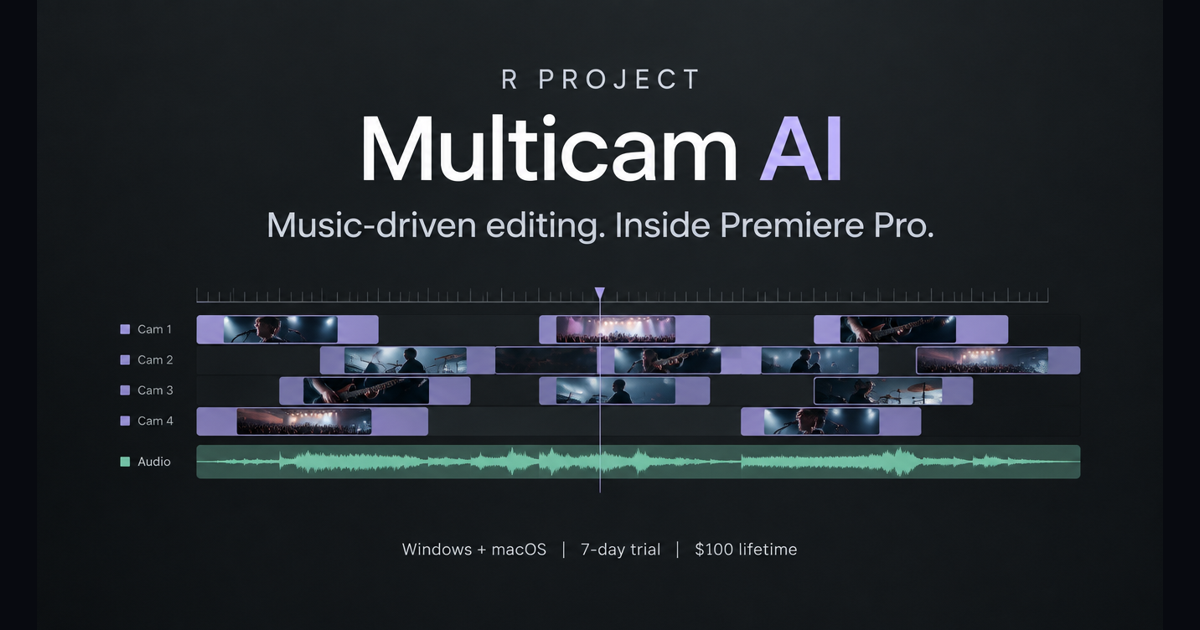 R PROJECT
Multicam AI
Music-driven editing. Inside Premiere Pro.
Cam 1
Cam 2
Cam 3
Cam 4
Audio
Windows + macOS | 7-day trial | $100 lifetime